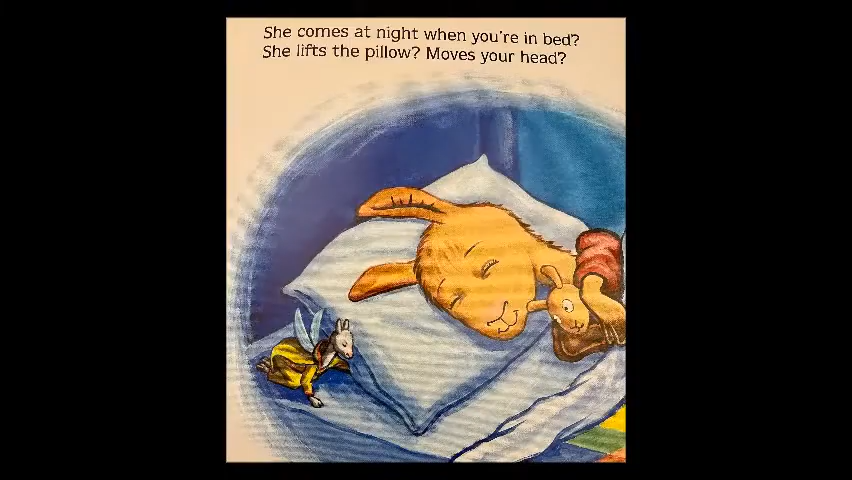 She comes at night when you're in bed?
She lifts the pillow? Moves your head?